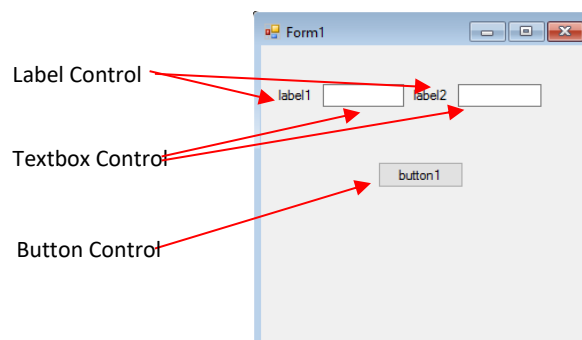 Form1
Label Control
label1 label2
Textbox Control
button1
Button Control